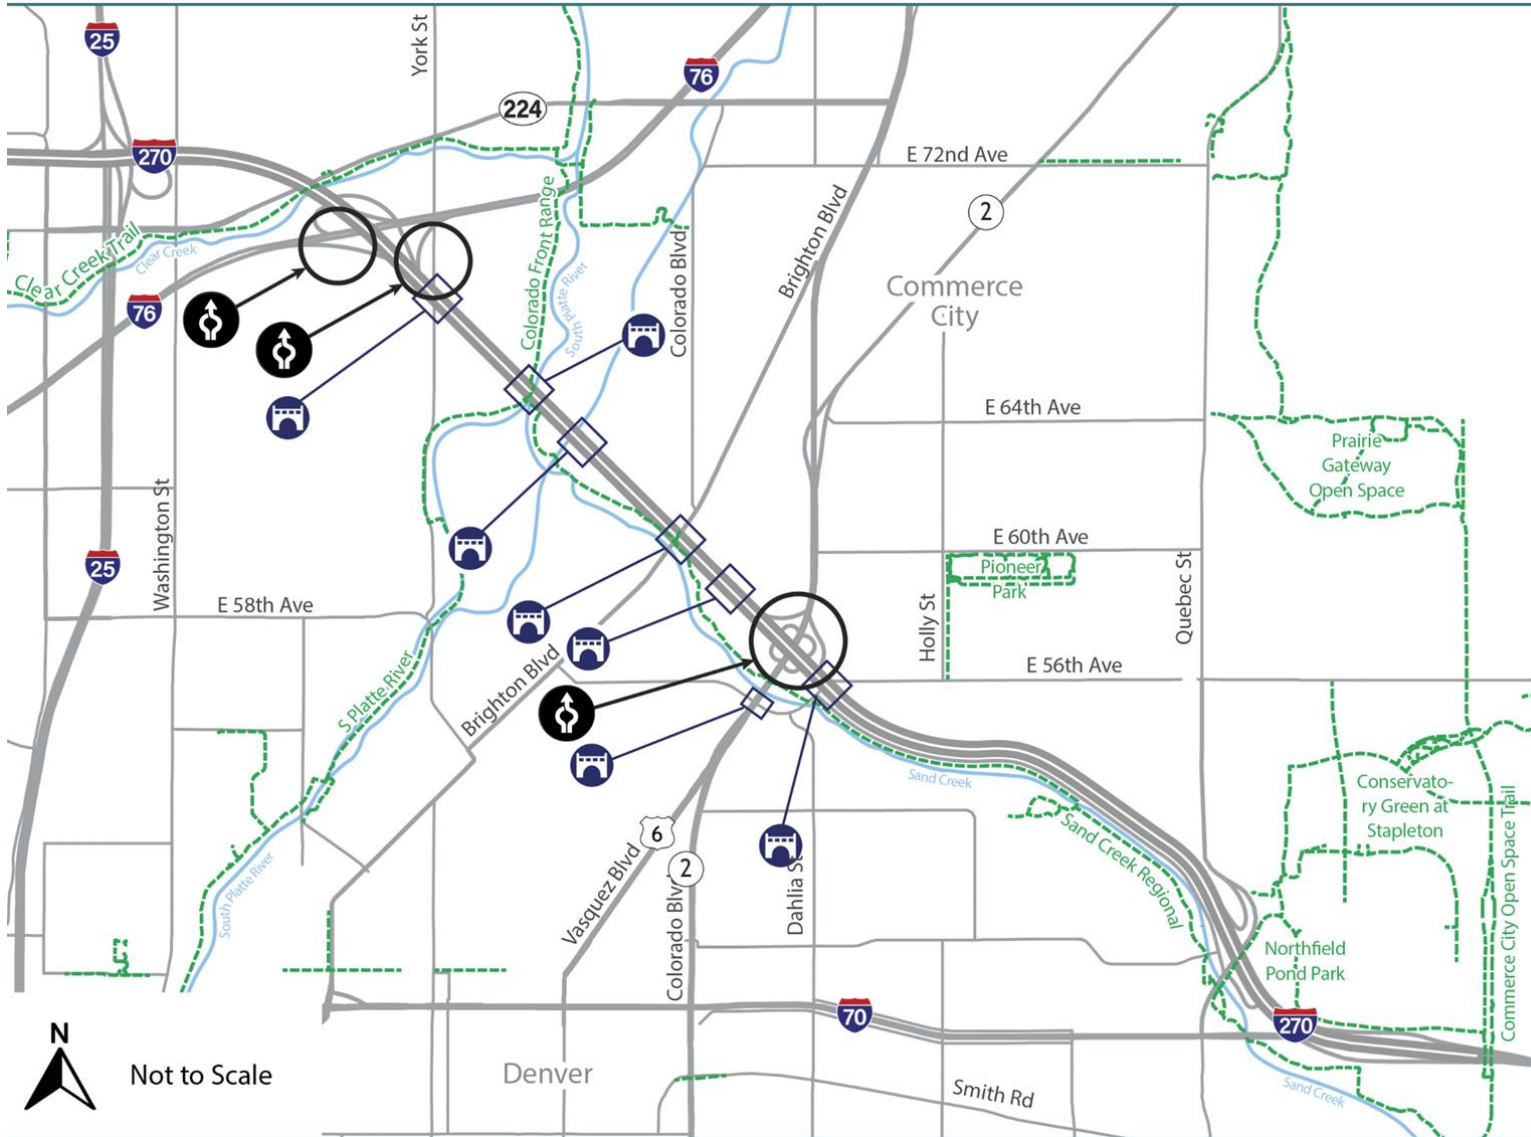 25
York St
76
224
270
E 72nd Ave
2
Clear Creek Trail
Clear Creek
Colorado Front Range
South Platte River
Colorado Blvd
Brighton Blvd
Commerce
City
76
E 64th Ave
Prairie
Gateway
Open Space
Washington St
25
E 60th Ave
Pioneer
Park
Holly St
Quebec St
E 58th Ave
E 56th Ave
S Platte River
Brighton Blvd
Sand Creek
Conservato-
ry Green at
Stapleton
Commerce City Open Space Trail
6
2
Vasquez Blvd
Colorado Blvd
Dahlia St
Sand Creek Regional
South Platte River
Northfield
Pond Park
70
270
N
Not to Scale
Denver
Smith Rd
Sand Creek